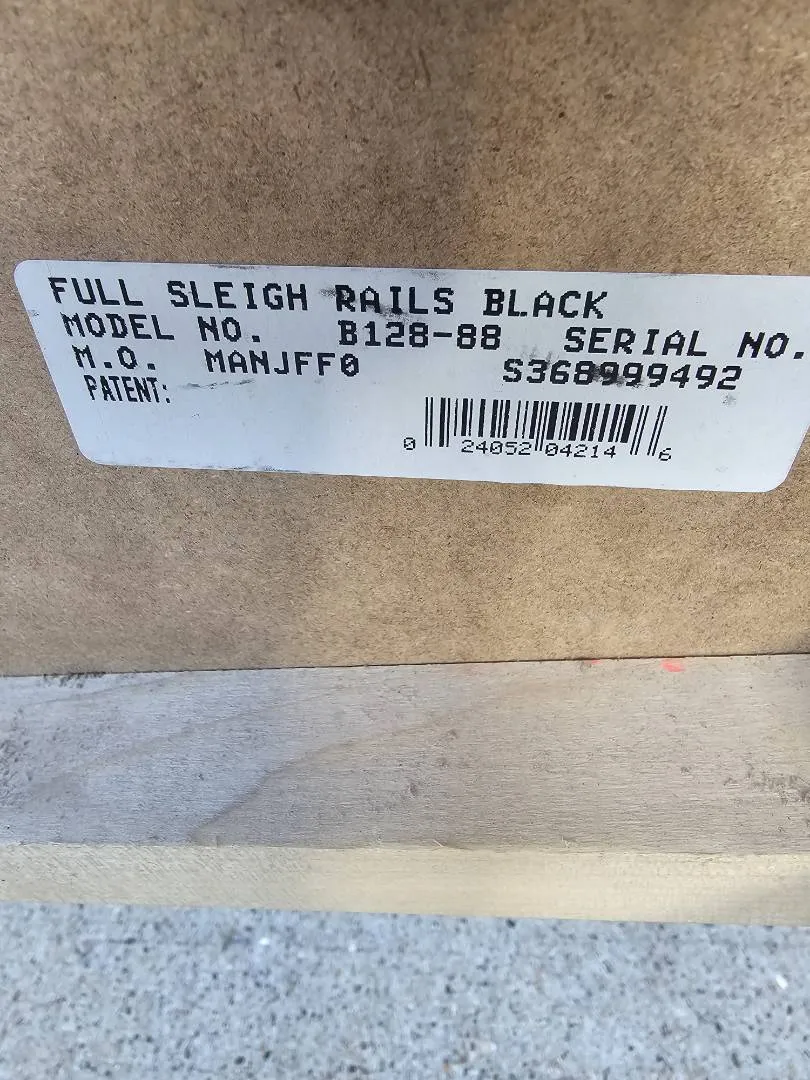 FULL SLEIGH RAILS BLACK
MODEL NO. B128-88 SERIAL NO.
M.O. MANJFF0 S368999492
PATENT:
0 24052 04214 6